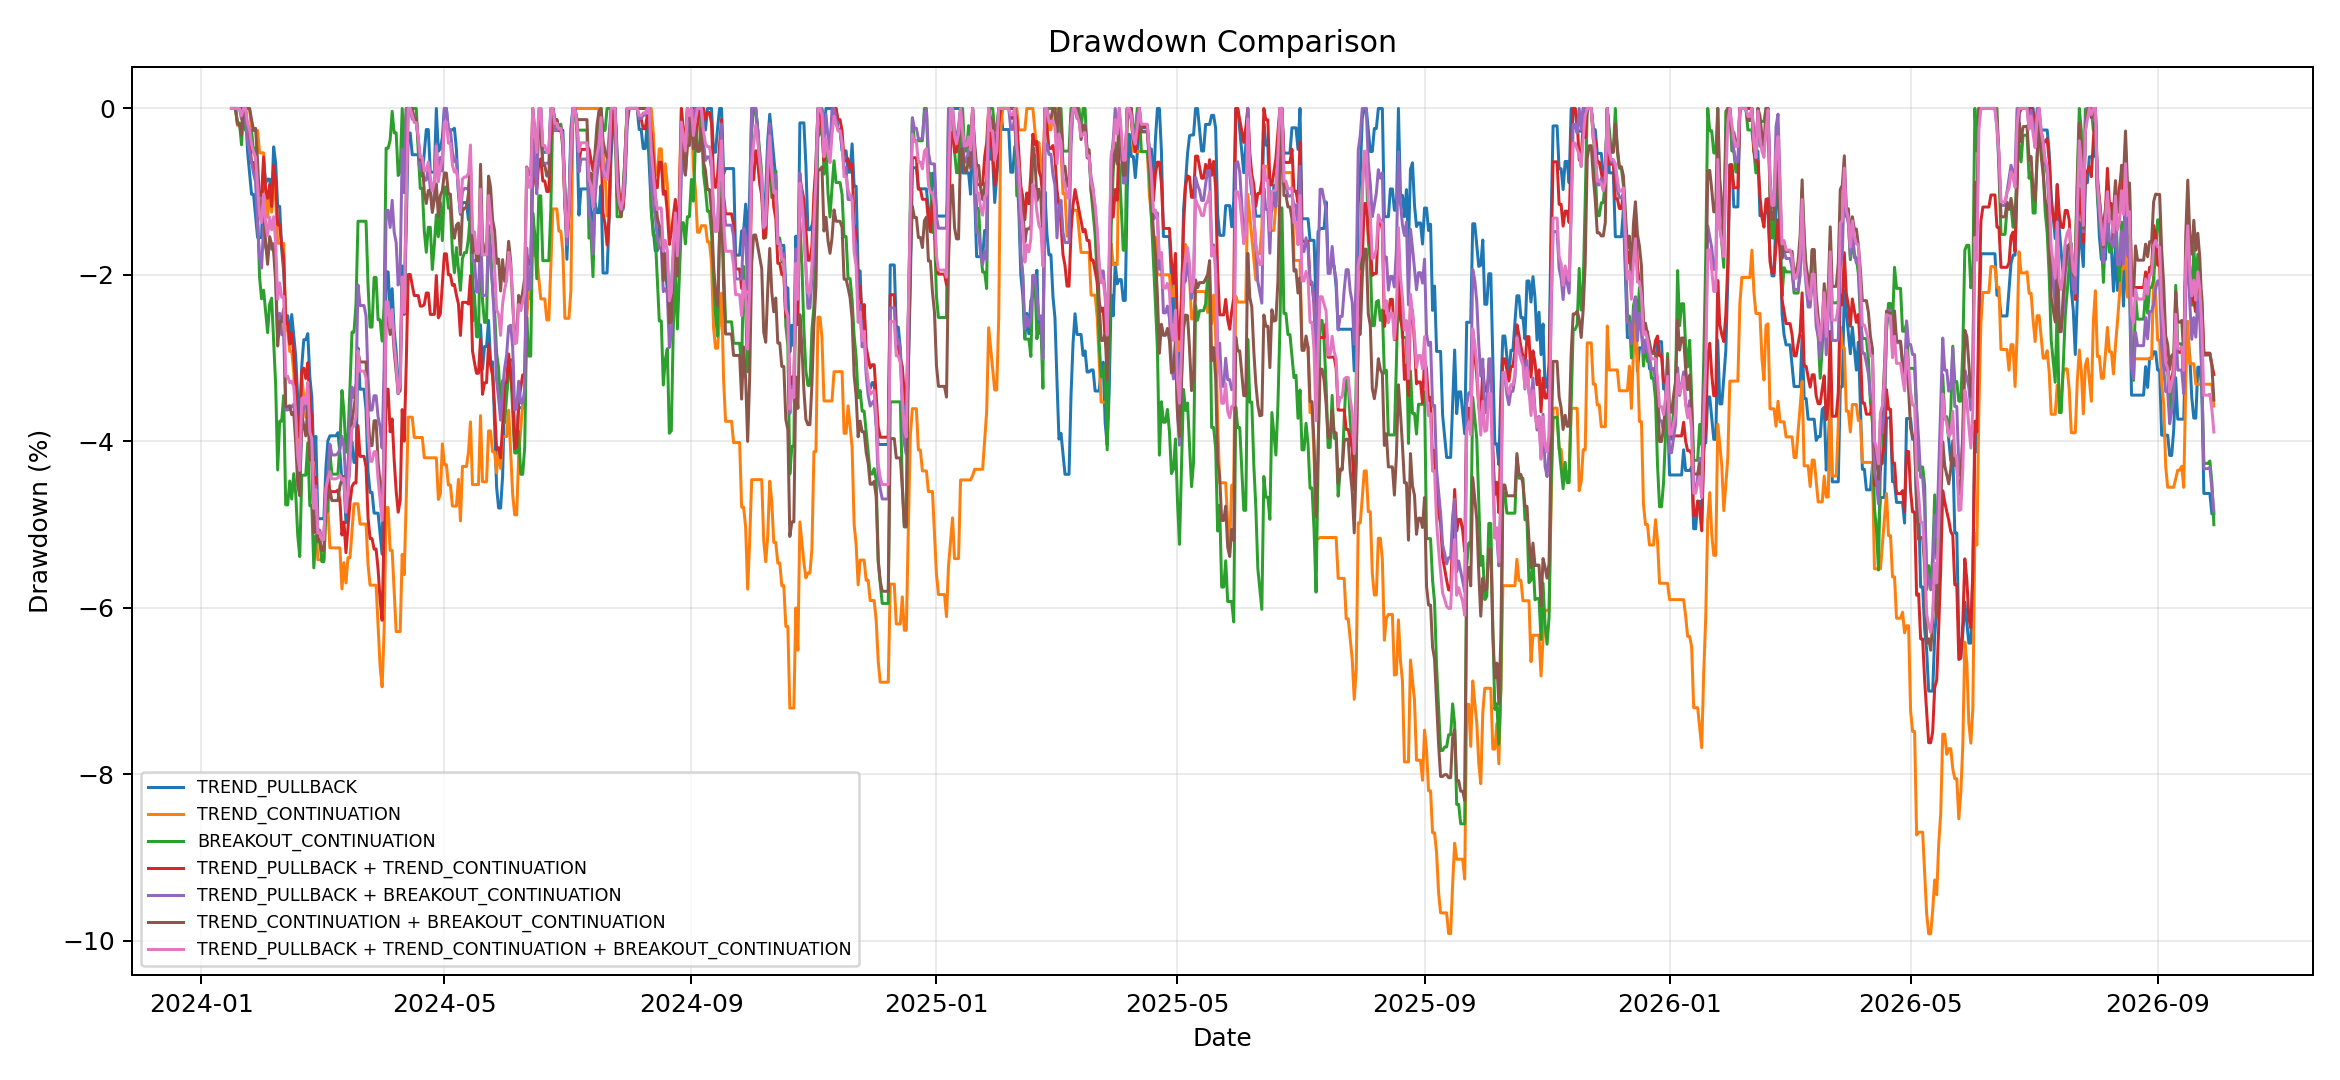 Drawdown Comparison
0
−2
−4
−6
−8
−10
Drawdown (%)
TREND_PULLBACK
TREND_CONTINUATION
BREAKOUT_CONTINUATION
TREND_PULLBACK + TREND_CONTINUATION
TREND_PULLBACK + BREAKOUT_CONTINUATION
TREND_CONTINUATION + BREAKOUT_CONTINUATION
TREND_PULLBACK + TREND_CONTINUATION + BREAKOUT_CONTINUATION
2024-01 2024-05 2024-09 2025-01 2025-05 2025-09 2026-01 2026-05 2026-09
Date